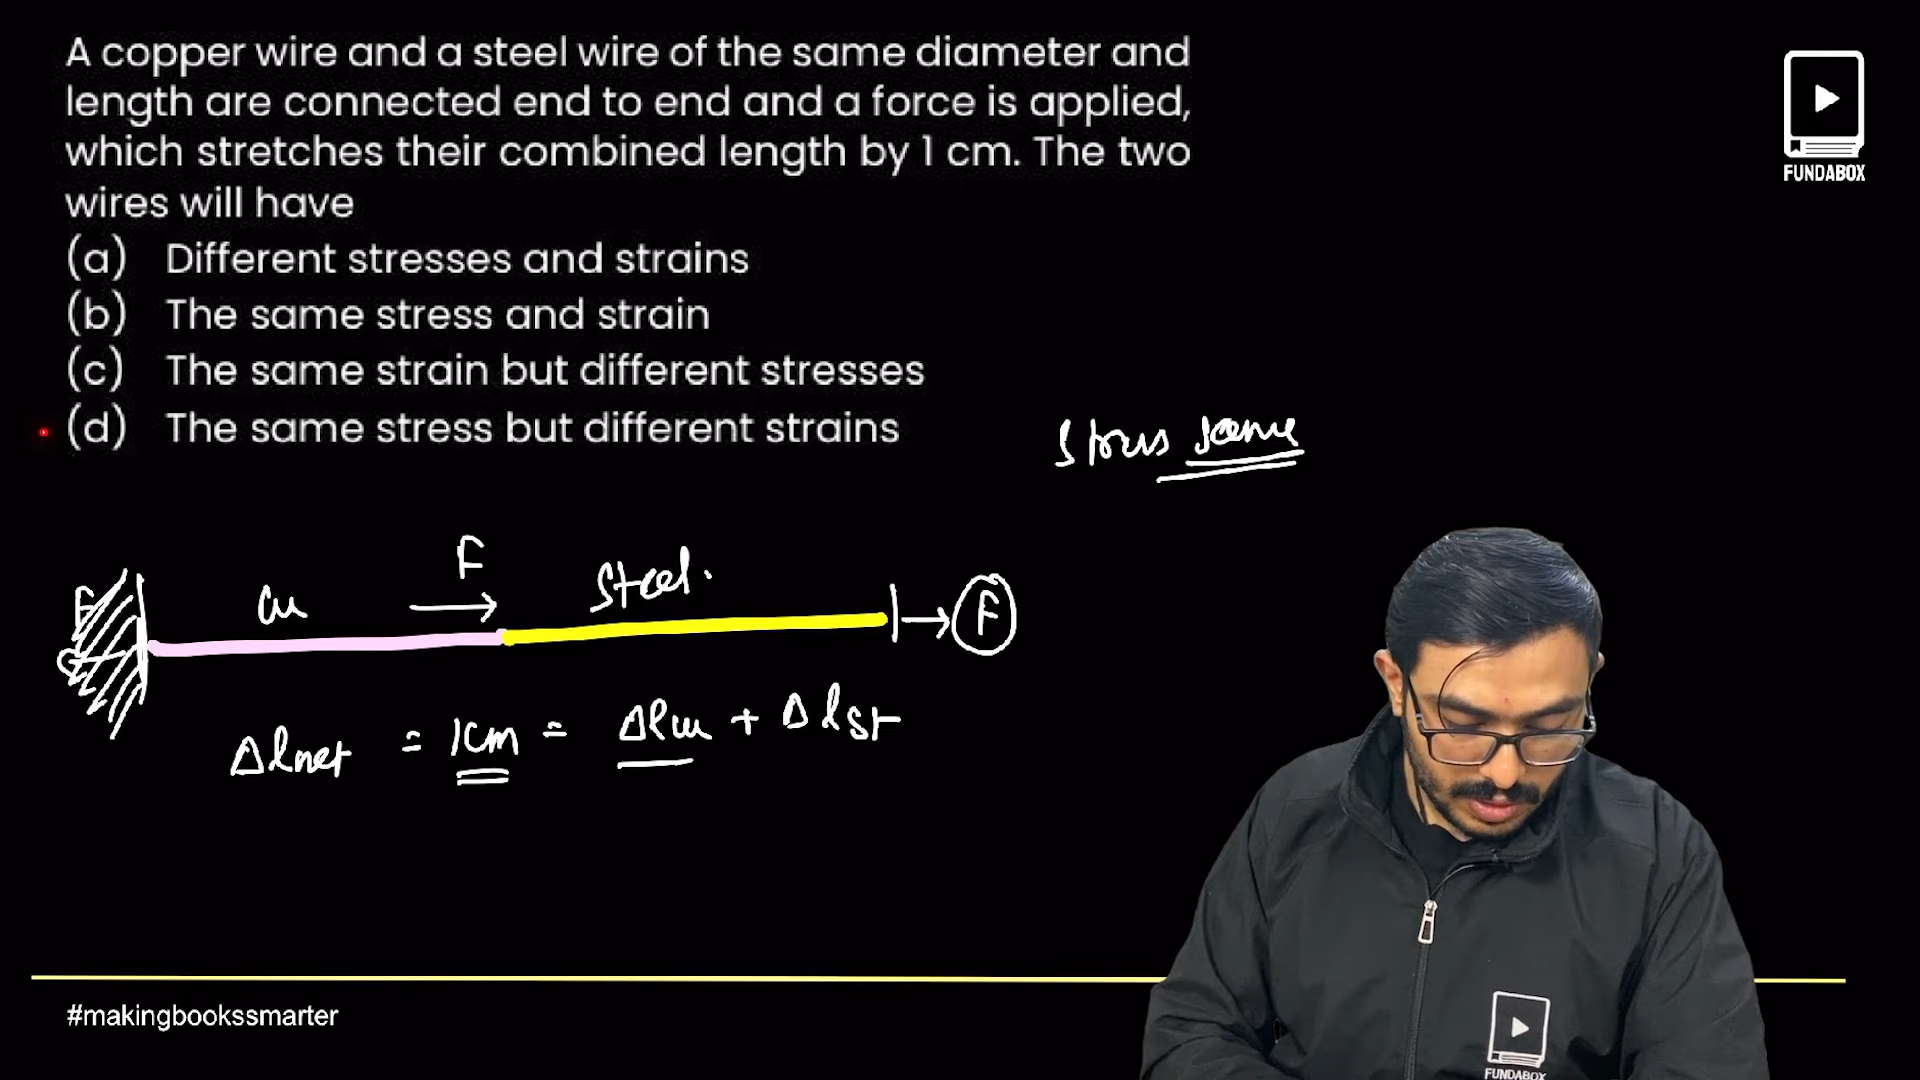 A copper wire and a steel wire of the same diameter and
length are connected end to end and a force is applied,
which stretches their combined length by 1 cm. The two
wires will have
(a) Different stresses and strains
(b) The same stress and strain
(c) The same strain but different stresses
(d) The same stress but different strains
FUNDABOX
Stress same
F
Cu
Steel.
F
Δlnet = 1cm = Δlcu + Δlst
#makingbookssmarter
FUNDABOX